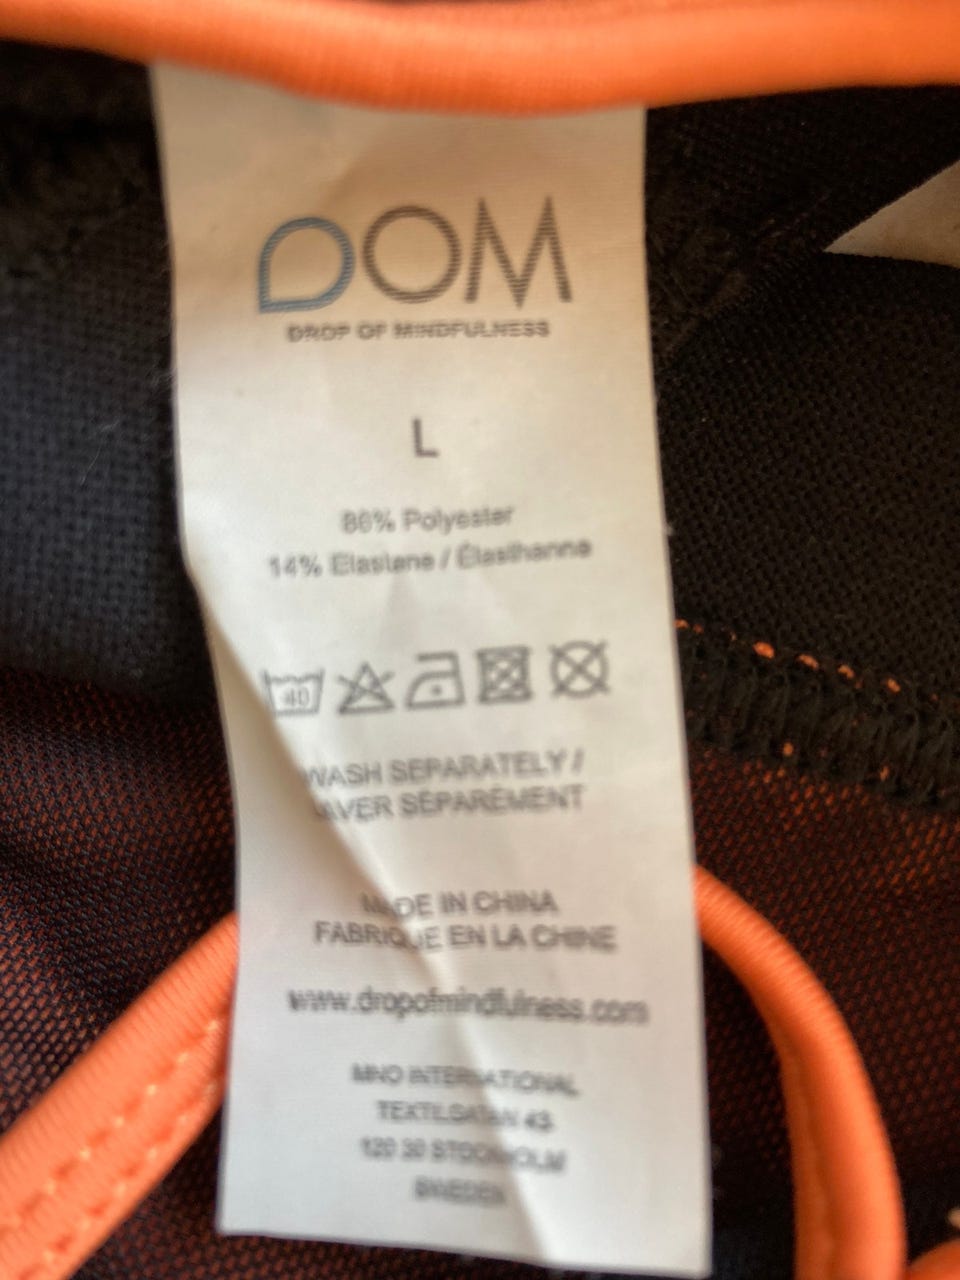 DOM
DROP OF MINDFULNESS
L
86% Polyester
14% Elastane / Élasthanne
40
WASH SEPARATELY /
LAVER SÉPARÉMENT
MADE IN CHINA
FABRIQUÉ EN LA CHINE
www.dropofmindfulness.com
MNO INTERNATIONAL
TEXTILGATAN 43
120 30 STOCKHOLM
SWEDEN